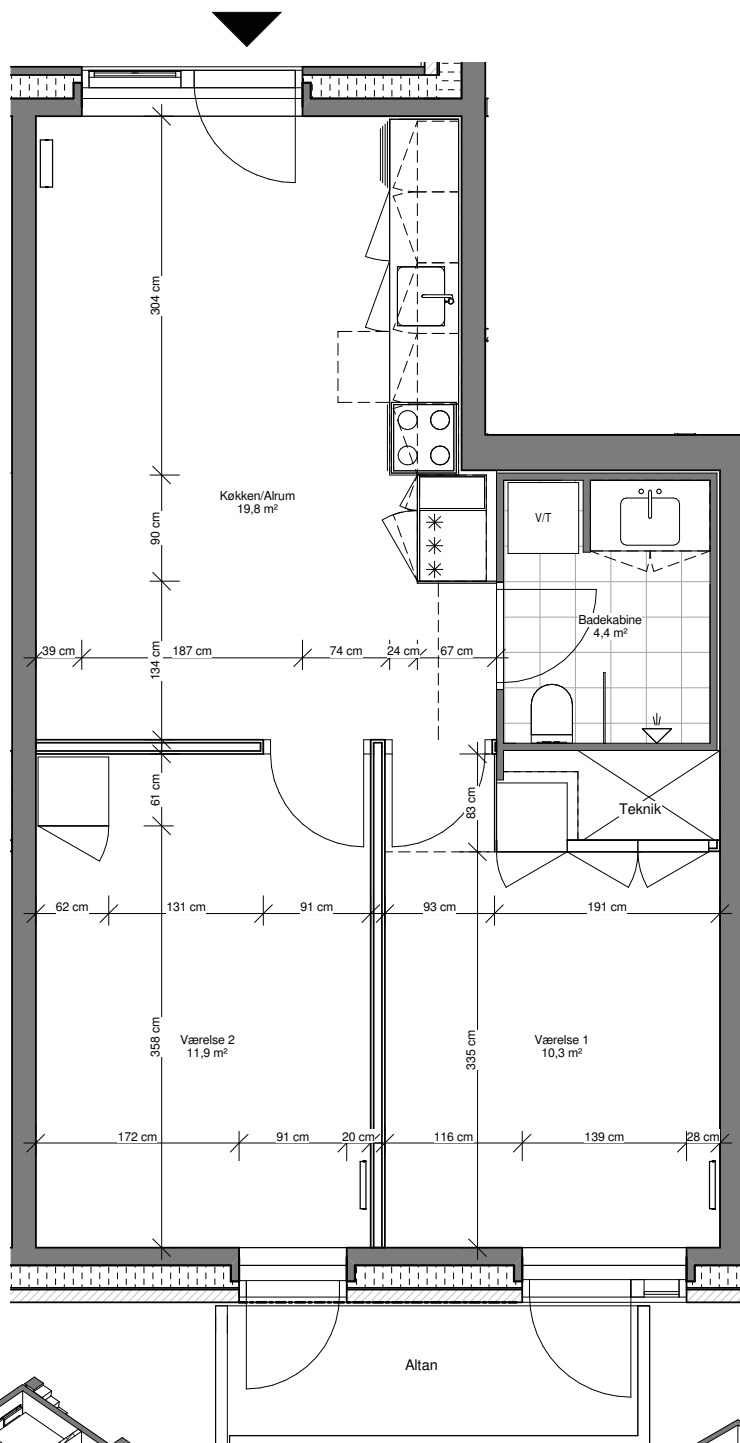 304 cm
Køkken/Alrum
19,8 m²
V/T
90 cm
Badekabine
4,4 m²
39 cm
187 cm
74 cm
24 cm
67 cm
134 cm
61 cm
83 cm
Teknik
62 cm
131 cm
91 cm
93 cm
191 cm
358 cm
Værelse 2
11,9 m²
335 cm
Værelse 1
10,3 m²
172 cm
91 cm
20 cm
116 cm
139 cm
28 cm
Altan